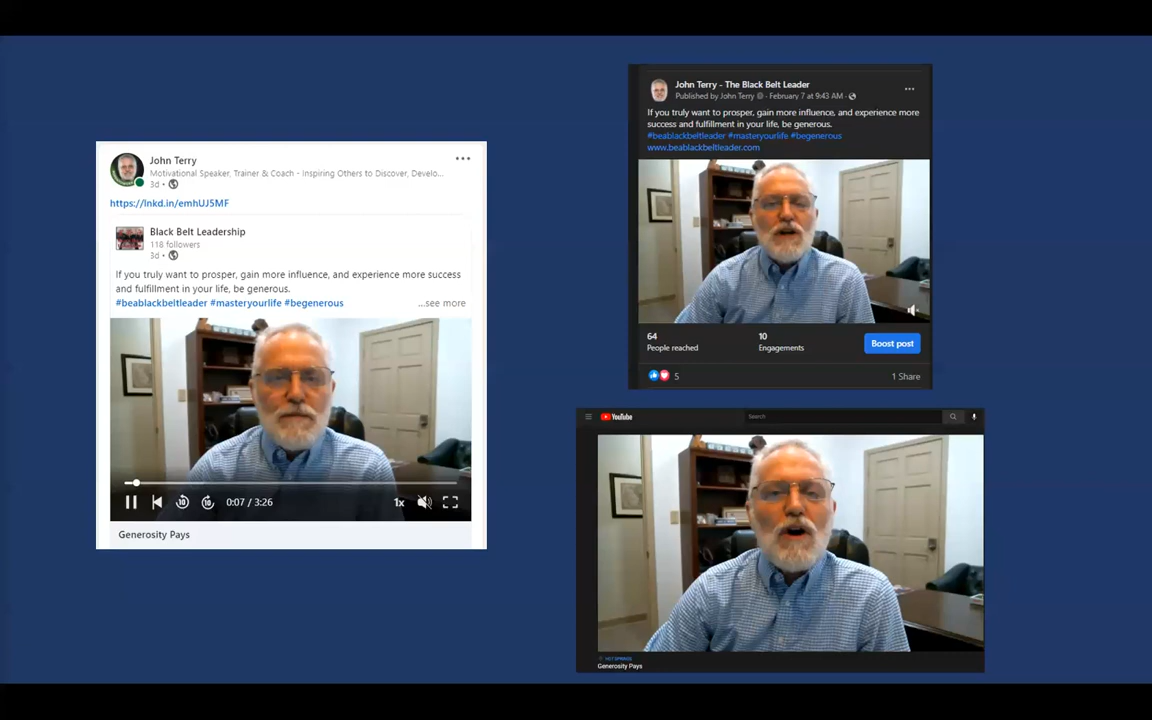 John Terry
Motivational Speaker, Trainer & Coach - Inspiring Others to Discover, Develo...
3d •
https://lnkd.in/emhUJ5MF
Black Belt Leadership
118 followers
3d •
If you truly want to prosper, gain more influence, and experience more success
and fulfillment in your life, be generous.
#beablackbeltleader #masteryourlife #begenerous
...see more
10
10
0:07 / 3:26
1x
Generosity Pays
John Terry - The Black Belt Leader
Published by John Terry · February 7 at 9:43 AM ·
If you truly want to prosper, gain more influence, and experience more
success and fulfillment in your life, be generous.
#beablackbeltleader #masteryourlife #begenerous
www.beablackbeltleader.com
64
People reached
10
Engagements
Boost post
5
1 Share
YouTube
Search
HOT SPRINGS
Generosity Pays